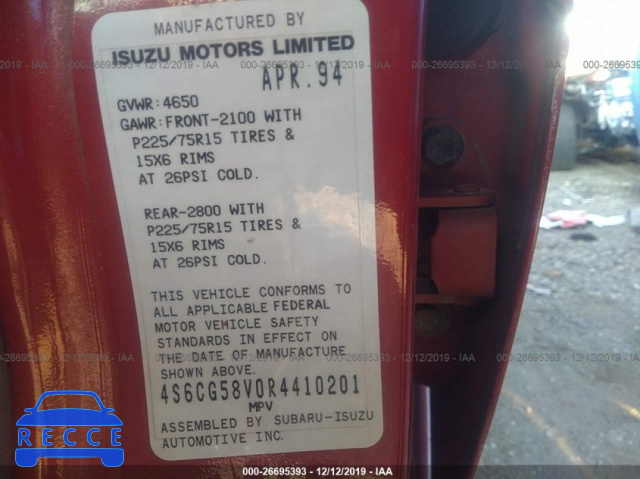 MANUFACTURED BY
ISUZU MOTORS LIMITED
APR.94
GVWR:4650
GAWR:FRONT-2100 WITH
P225/75R15 TIRES &
15X6 RIMS
AT 26PSI COLD.
REAR-2800 WITH
P225/75R15 TIRES &
15X6 RIMS
AT 26PSI COLD.
THIS VEHICLE CONFORMS TO
ALL APPLICABLE FEDERAL
MOTOR VEHICLE SAFETY
STANDARDS IN EFFECT ON
THE DATE OF MANUFACTURE
SHOWN ABOVE.
4S6CG58V0R4410201
MPV
ASSEMBLED BY SUBARU-ISUZU
AUTOMOTIVE INC.
RECCE
000-26695393 - 12/12/2019 - IAA